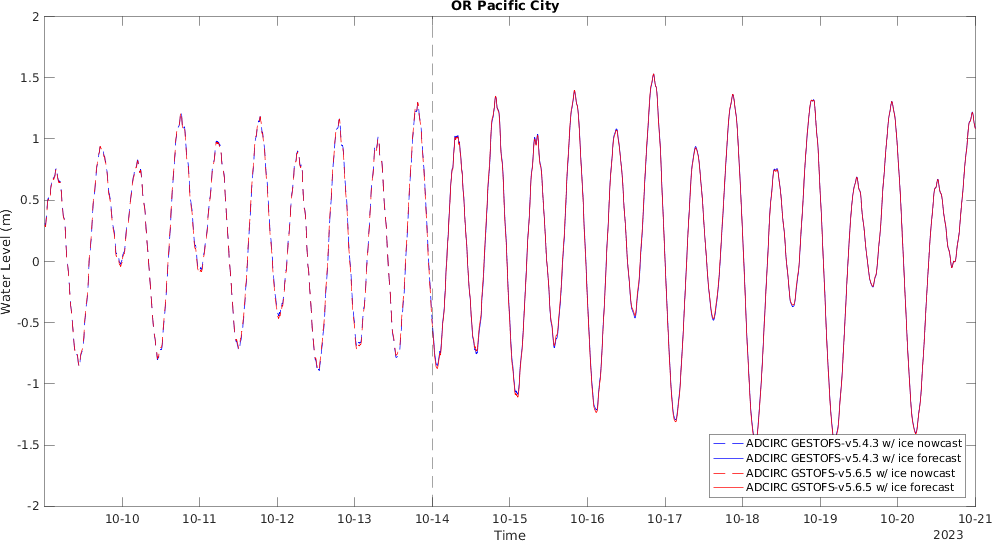 OR Pacific City
2
1.5
1
0.5
0
-0.5
-1
-1.5
-2
Water Level (m)
10-10 10-11 10-12 10-13 10-14 10-15 10-16 10-17 10-18 10-19 10-20 10-21
Time
2023
ADCIRC GESTOFS-v5.4.3 w/ ice nowcast
ADCIRC GESTOFS-v5.4.3 w/ ice forecast
ADCIRC GSTOFS-v5.6.5 w/ ice nowcast
ADCIRC GSTOFS-v5.6.5 w/ ice forecast